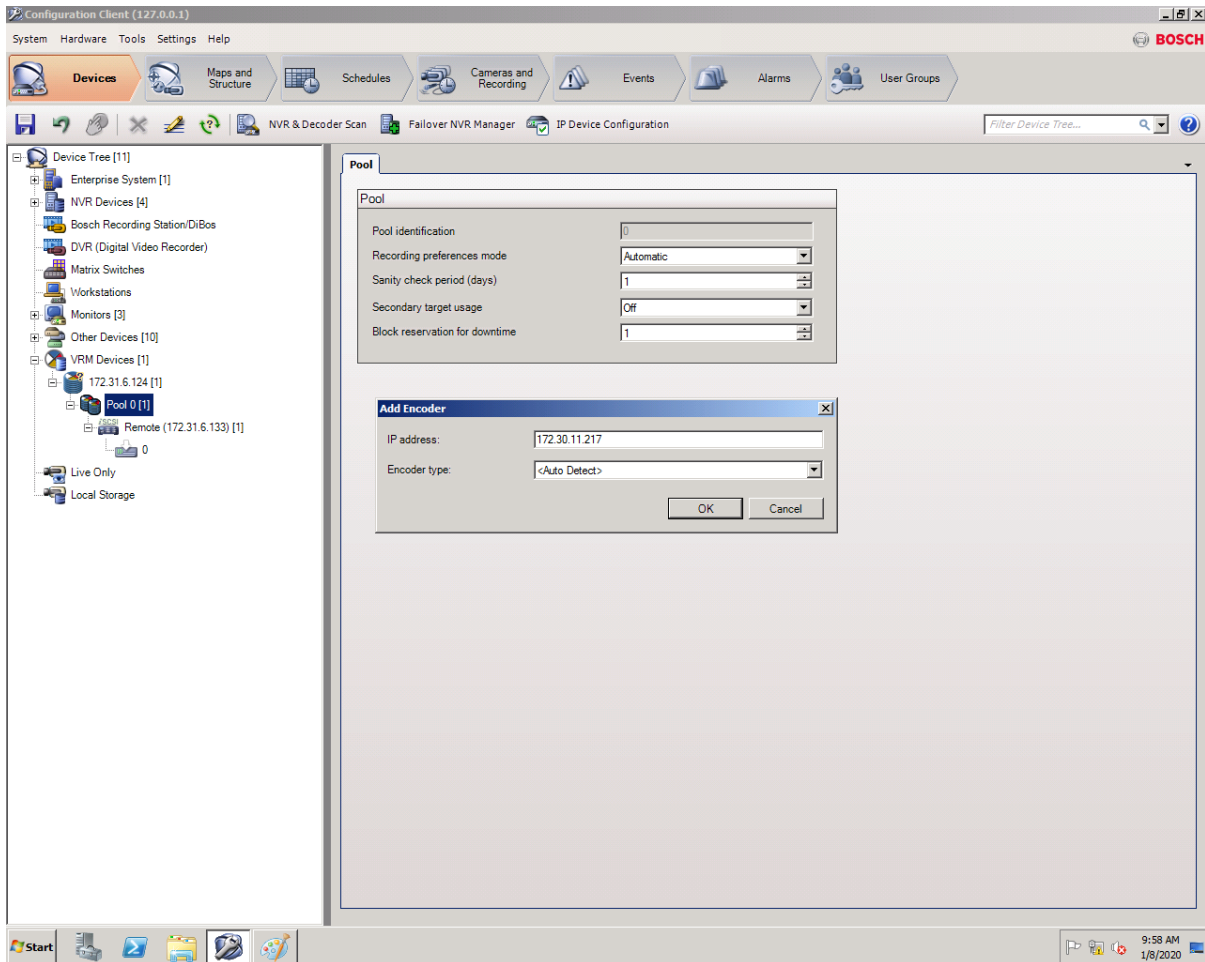 Configuration Client (127.0.0.1)
System Hardware Tools Settings Help
BOSCH
Devices
Maps and Structure
Schedules
Cameras and Recording
Events
Alarms
User Groups
NVR & Decoder Scan
Failover NVR Manager
IP Device Configuration
Filter Device Tree...
Device Tree [11]
Enterprise System [1]
NVR Devices [4]
Bosch Recording Station/DiBos
DVR (Digital Video Recorder)
Matrix Switches
Workstations
Monitors [3]
Other Devices [10]
VRM Devices [1]
172.31.6.124 [1]
Pool 0 [1]
iSCSI
Remote (172.31.6.133) [1]
0
Live Only
Local Storage
Pool
Pool
Pool identification 0
Recording preferences mode Automatic
Sanity check period (days) 1
Secondary target usage Off
Block reservation for downtime 1
Add Encoder
IP address: 172.30.11.217
Encoder type: <Auto Detect>
OK Cancel
Start
9:58 AM
1/8/2020